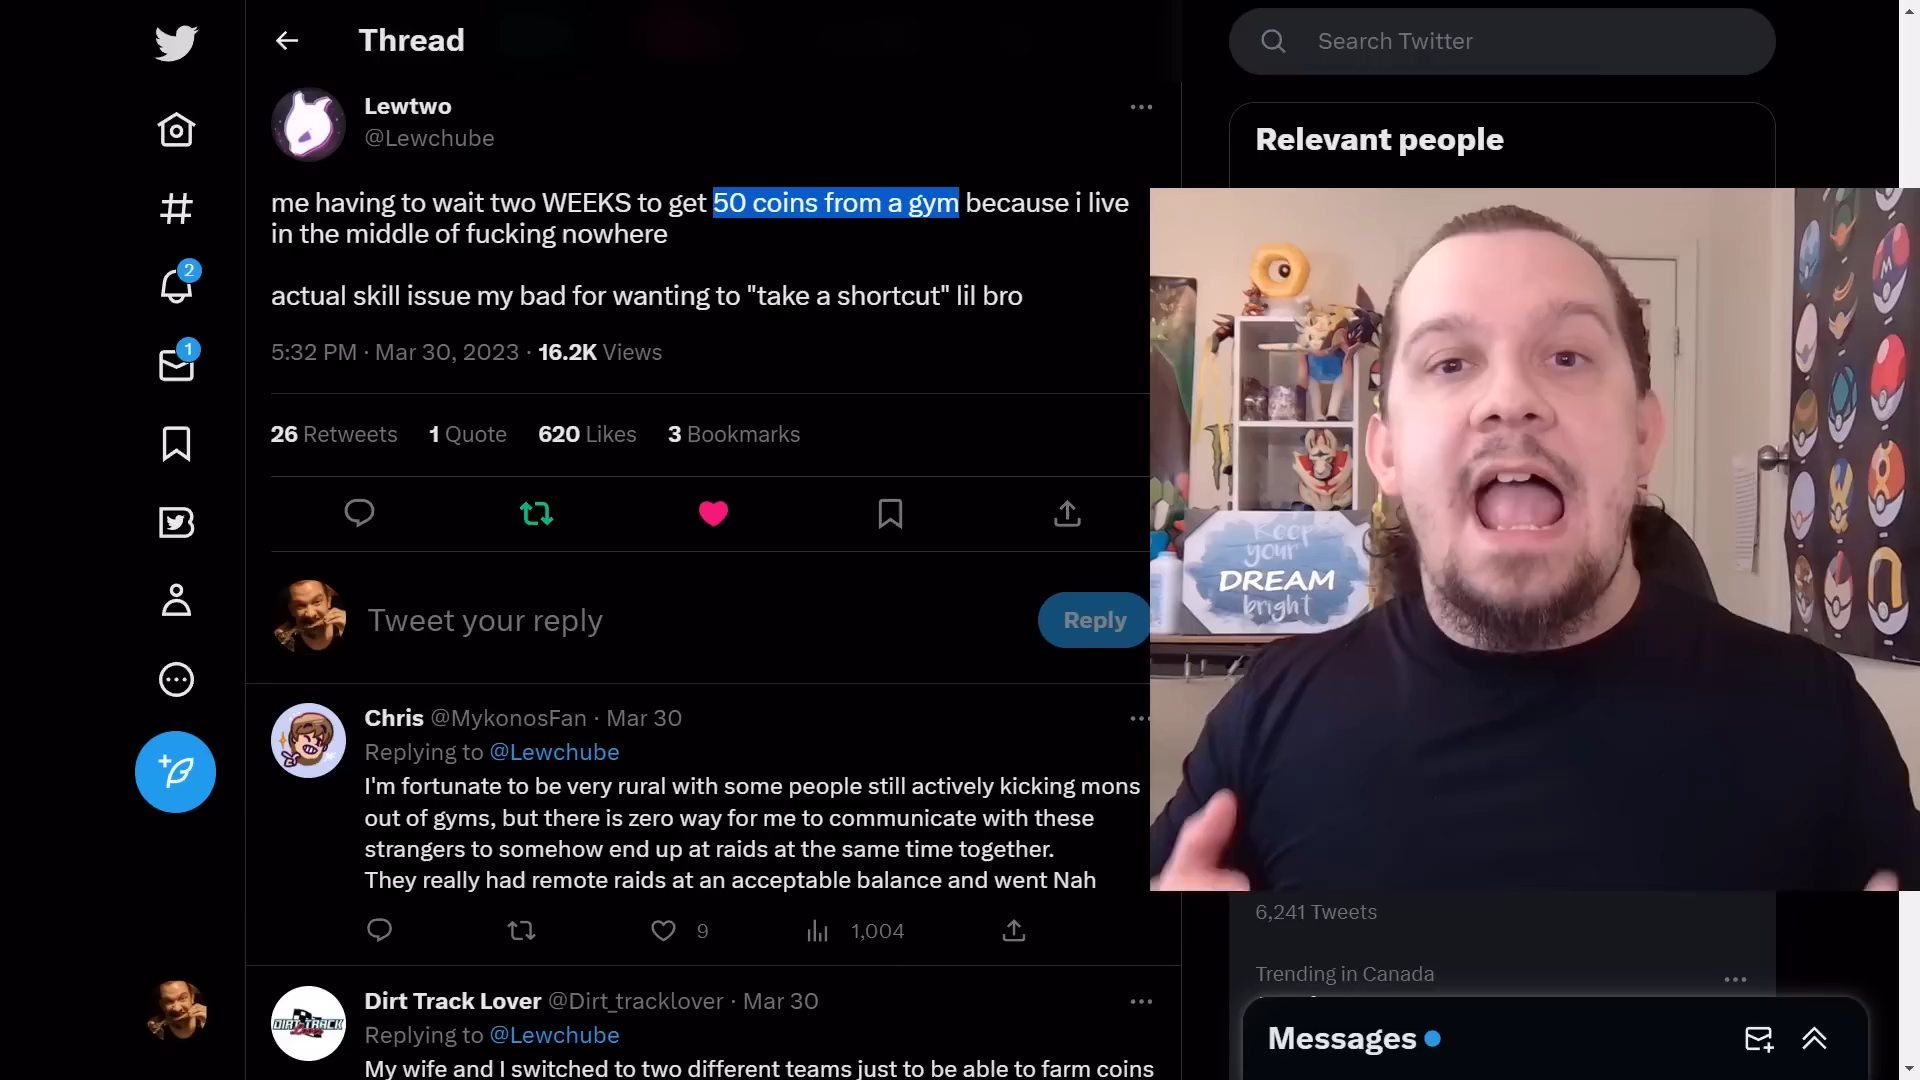 Thread
Search Twitter
Lewtwo
@Lewchube
Relevant people
me having to wait two WEEKS to get 50 coins from a gym because i live
in the middle of fucking nowhere
2
actual skill issue my bad for wanting to "take a shortcut" lil bro
1
5:32 PM · Mar 30, 2023 · 16.2K Views
26 Retweets 1 Quote 620 Likes 3 Bookmarks
Keep
your
DREAM
bright
Tweet your reply
Reply
Chris @MykonosFan · Mar 30
Replying to @Lewchube
I'm fortunate to be very rural with some people still actively kicking mons
out of gyms, but there is zero way for me to communicate with these
strangers to somehow end up at raids at the same time together.
They really had remote raids at an acceptable balance and went Nah
9 1,004
6,241 Tweets
Trending in Canada
Dirt Track Lover @Dirt_tracklover · Mar 30
DIRT TRACK
Replying to @Lewchube
Messages
My wife and I switched to two different teams just to be able to farm coins